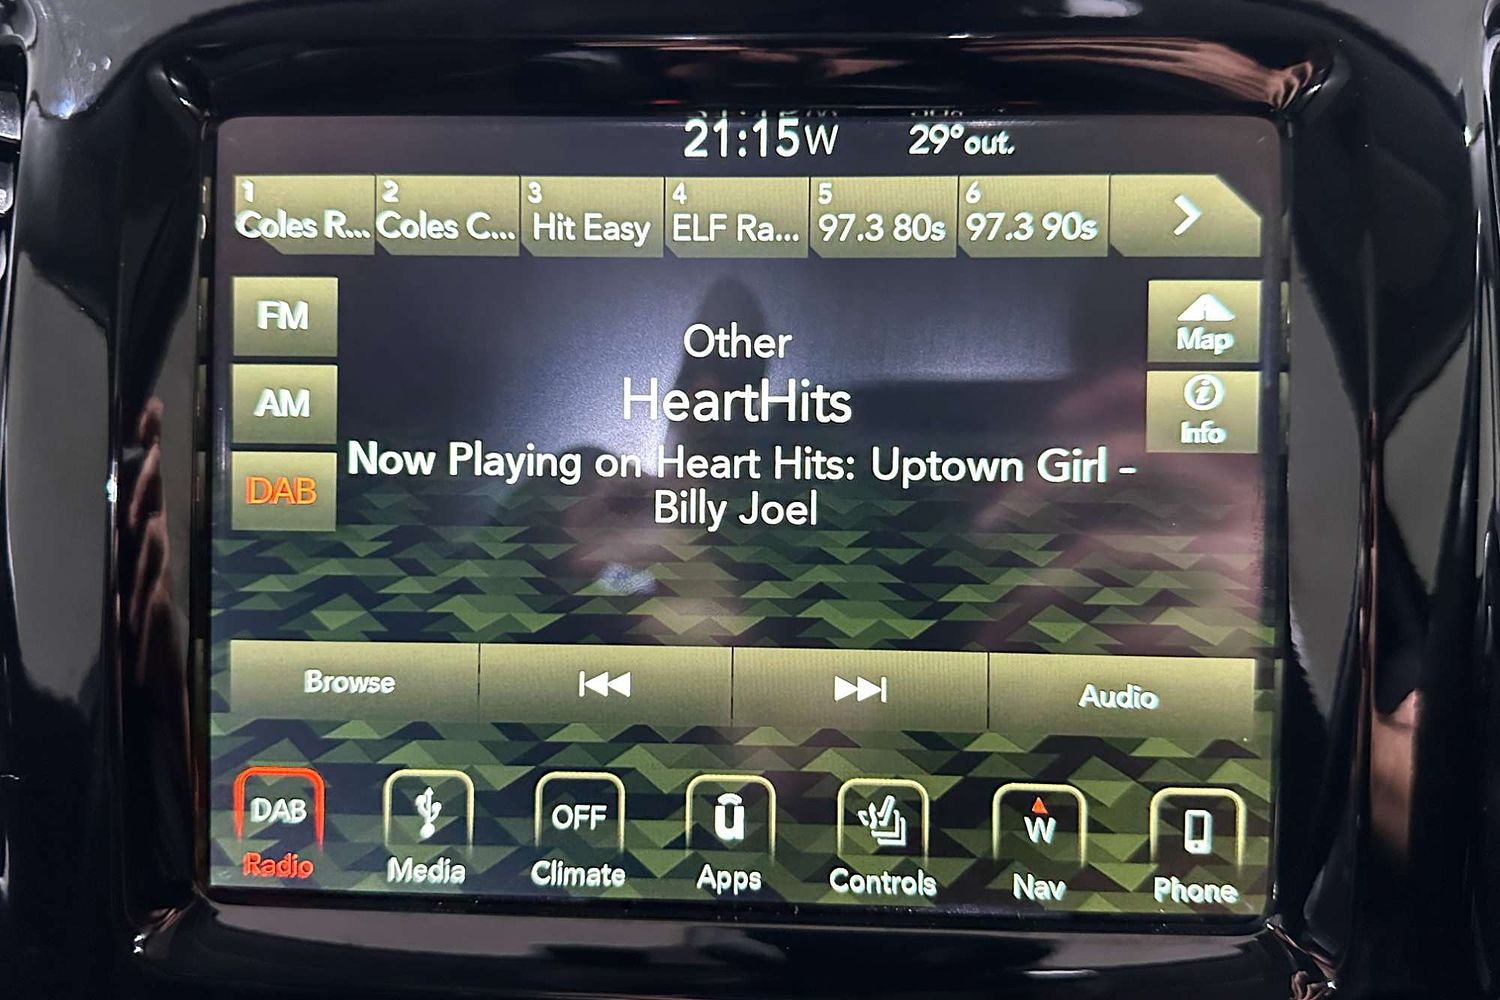 21:15 W 29° out.
1 2 3 4 5 6
Coles R... Coles C... Hit Easy ELF Ra... 97.3 80s 97.3 90s
FM
Other
Map
HeartHits
AM
Info
Now Playing on Heart Hits: Uptown Girl -
DAB
Billy Joel
Browse Audio
DAB OFF W
Radio Media Climate Apps Controls Nav Phone